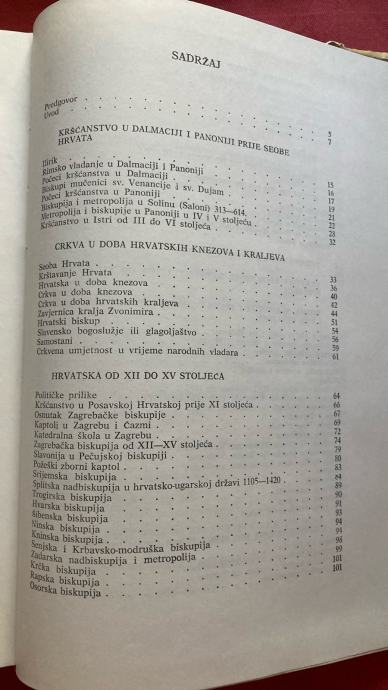 SADRŽAJ
Predgovor . . . . . . . . . . 5
Uvod . . . . . . . . . . 7
KRŠĆANSTVO U DALMACIJI I PANONIJI PRIJE SEOBE
HRVATA
Ilirik . . . . . . . . . . 15
Rimsko vladanje u Dalmaciji i Panoniji . . . . . 16
Počeci kršćanstva u Dalmaciji . . . . . . 17
Biskupi mučenici sv. Venancije i sv. Dujam . . . . 19
Počeci kršćanstva u Panoniji . . . . . . 21
Biskupija i metropolija u Solinu (Saloni) 313—614. . . . 22
Metropolija i biskupije u Panoniji u IV i V stoljeću . . . 28
Kršćanstvo u Istri od III do VI stoljeća . . . . . 32
CRKVA U DOBA HRVATSKIH KNEZOVA I KRALJEVA
Seoba Hrvata . . . . . . . . . 33
Krštavanje Hrvata . . . . . . . . 36
Hrvatska u doba knezova . . . . . . . 40
Crkva u doba knezova . . . . . . . 42
Crkva u doba hrvatskih kraljeva . . . . . . 44
Zavjernica kralja Zvonimira . . . . . . . 51
Hrvatski biskup . . . . . . . . . 54
Slavensko bogoslužje ili glagoljaštvo . . . . . 56
Samostani . . . . . . . . . . 59
Crkvena umjetnost u vrijeme narodnih vladara . . . . 61
HRVATSKA OD XII DO XV STOLJEĆA
Političke prilike . . . . . . . . . 64
Kršćanstvo u Posavskoj Hrvatskoj prije XI stoljeća . . . . 66
Osnutak Zagrebačke biskupije . . . . . . 67
Kaptoli u Zagrebu i Čazmi . . . . . . . 69
Katedralna škola u Zagrebu . . . . . . . 72
Zagrebačka biskupija od XII—XV stoljeća . . . . . 74
Slavonija u Pečujskoj biskupiji . . . . . . 79
Požeški zborni kaptol . . . . . . . . 80
Srijemska biskupija . . . . . . . . 83
Splitska nadbiskupija u hrvatsko-ugarskoj državi 1105—1420 . . 84
Trogirska biskupija . . . . . . . . 89
Hvarska biskupija . . . . . . . . 90
Šibenska biskupija . . . . . . . . 91
Ninska biskupija . . . . . . . . . 93
Kninska biskupija . . . . . . . . 94
Senjska i Krbavsko-modruška biskupija . . . . . 94
Zadarska nadbiskupija i metropolija . . . . . . 98
Krčka biskupija . . . . . . . . . 99
Rapska biskupija . . . . . . . . . 101
Osorska biskupija . . . . . . . . 101